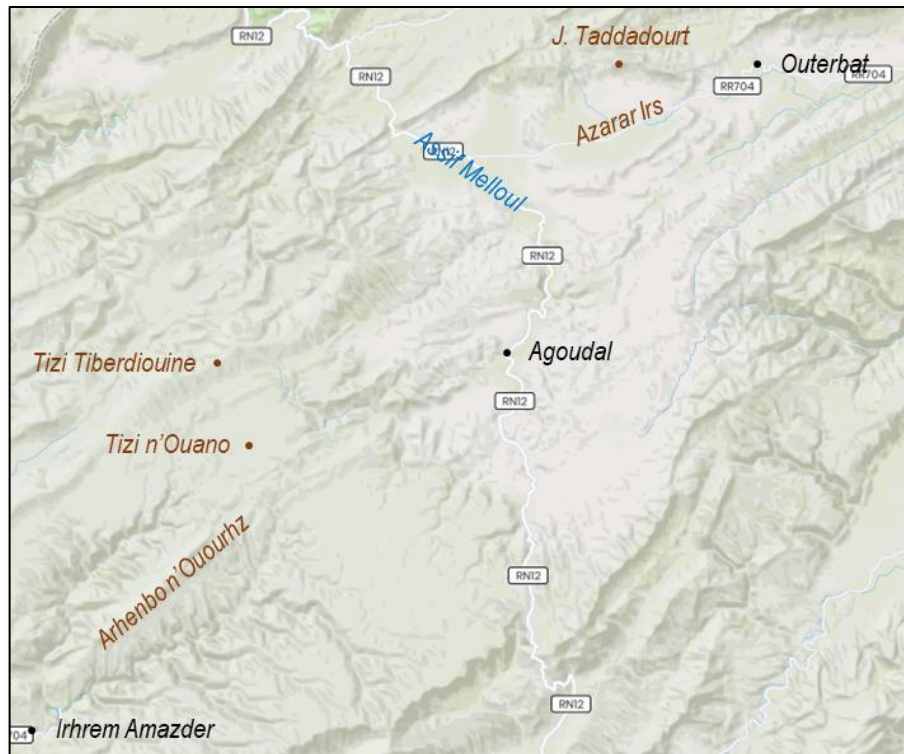 RN12
J. Taddadourt
Outerbat
RN12
RR704
RR704
Azarar Irs
Assif Melloul
RN12
Agoudal
Tizi Tiberdiouine
RN12
Tizi n'Ouano
Arhenbo n'Ouourhz
RN12
RN12
Irhrem Amazder